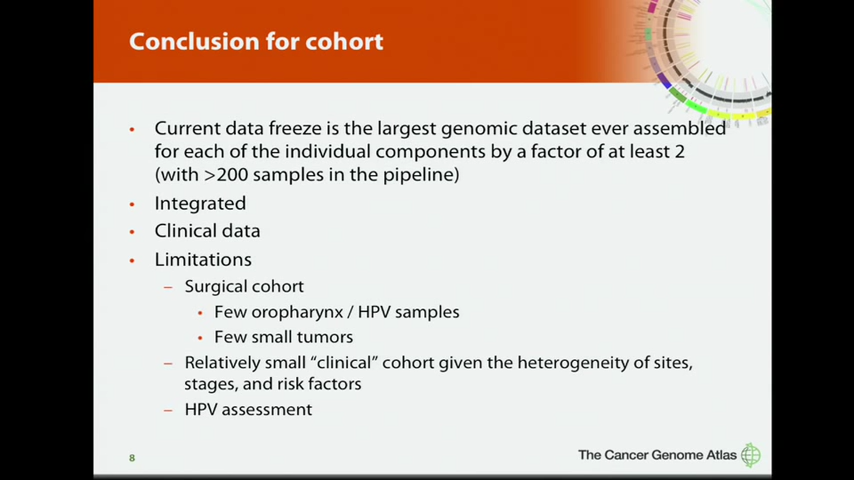 Conclusion for cohort
• Current data freeze is the largest genomic dataset ever assembled
for each of the individual components by a factor of at least 2
(with >200 samples in the pipeline)
• Integrated
• Clinical data
• Limitations
– Surgical cohort
• Few oropharynx / HPV samples
• Few small tumors
– Relatively small “clinical” cohort given the heterogeneity of sites,
stages, and risk factors
– HPV assessment
8
The Cancer Genome Atlas